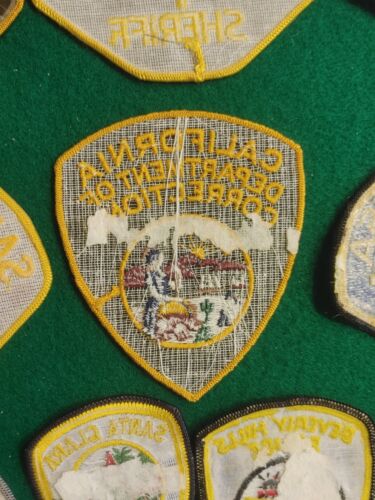 SHERIFF
CALIFORNIA
DEPARTMENT OF
CORRECTION
SANTA CLARA
BEVERLY HILLS